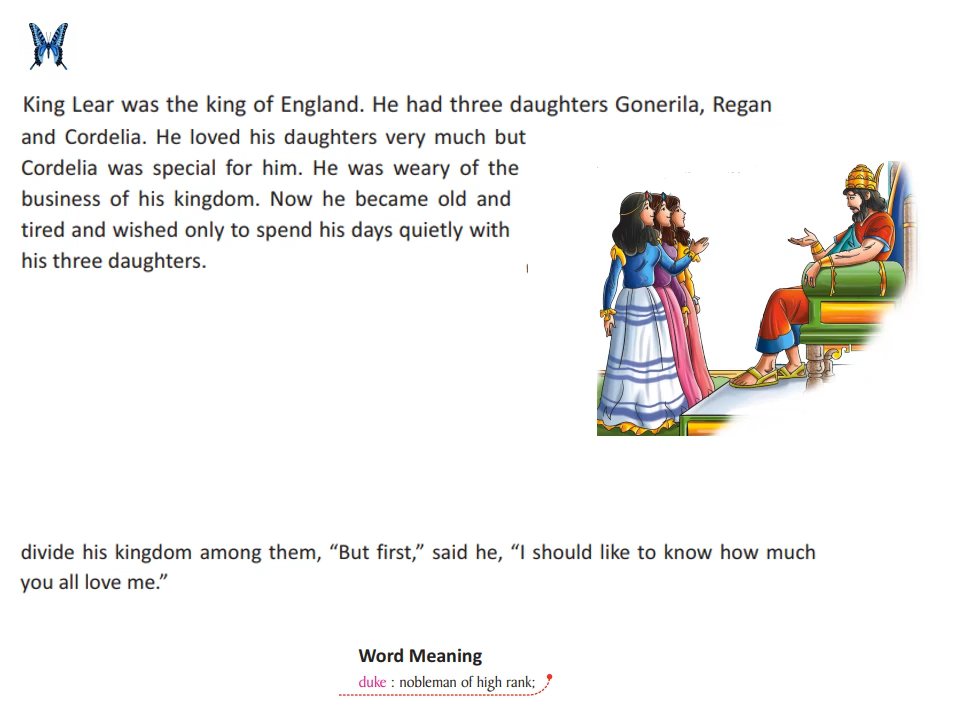 King Lear was the king of England. He had three daughters Gonerila, Regan
and Cordelia. He loved his daughters very much but
Cordelia was special for him. He was weary of the
business of his kingdom. Now he became old and
tired and wished only to spend his days quietly with
his three daughters.
divide his kingdom among them, “But first,” said he, “I should like to know how much
you all love me.”
Word Meaning
duke : nobleman of high rank;